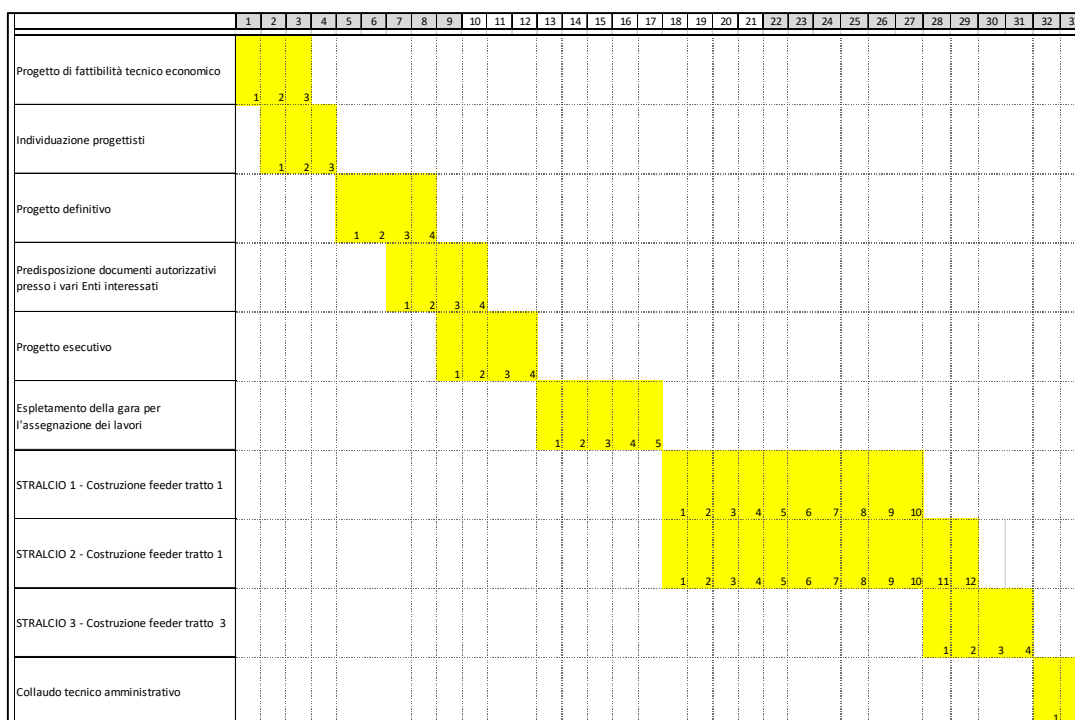 1 2 3 4 5 6 7 8 9 10 11 12 13 14 15 16 17 18 19 20 21 22 23 24 25 26 27 28 29 30 31 32
Progetto di fattibilità tecnico economico
1 2 3
Individuazione progettisti
1 2 3
Progetto definitivo
1 2 3 4
Predisposizione documenti autorizzativi
presso i vari Enti interessati
1 2 3 4
Progetto esecutivo
1 2 3 4
Espletamento della gara per
l'assegnazione dei lavori
1 2 3 4 5
STRALCIO 1 - Costruzione feeder tratto 1
1 2 3 4 5 6 7 8 9 10
STRALCIO 2 - Costruzione feeder tratto 1
1 2 3 4 5 6 7 8 9 10 11 12
STRALCIO 3 - Costruzione feeder tratto 3
1 2 3 4
Collaudo tecnico amministrativo
1